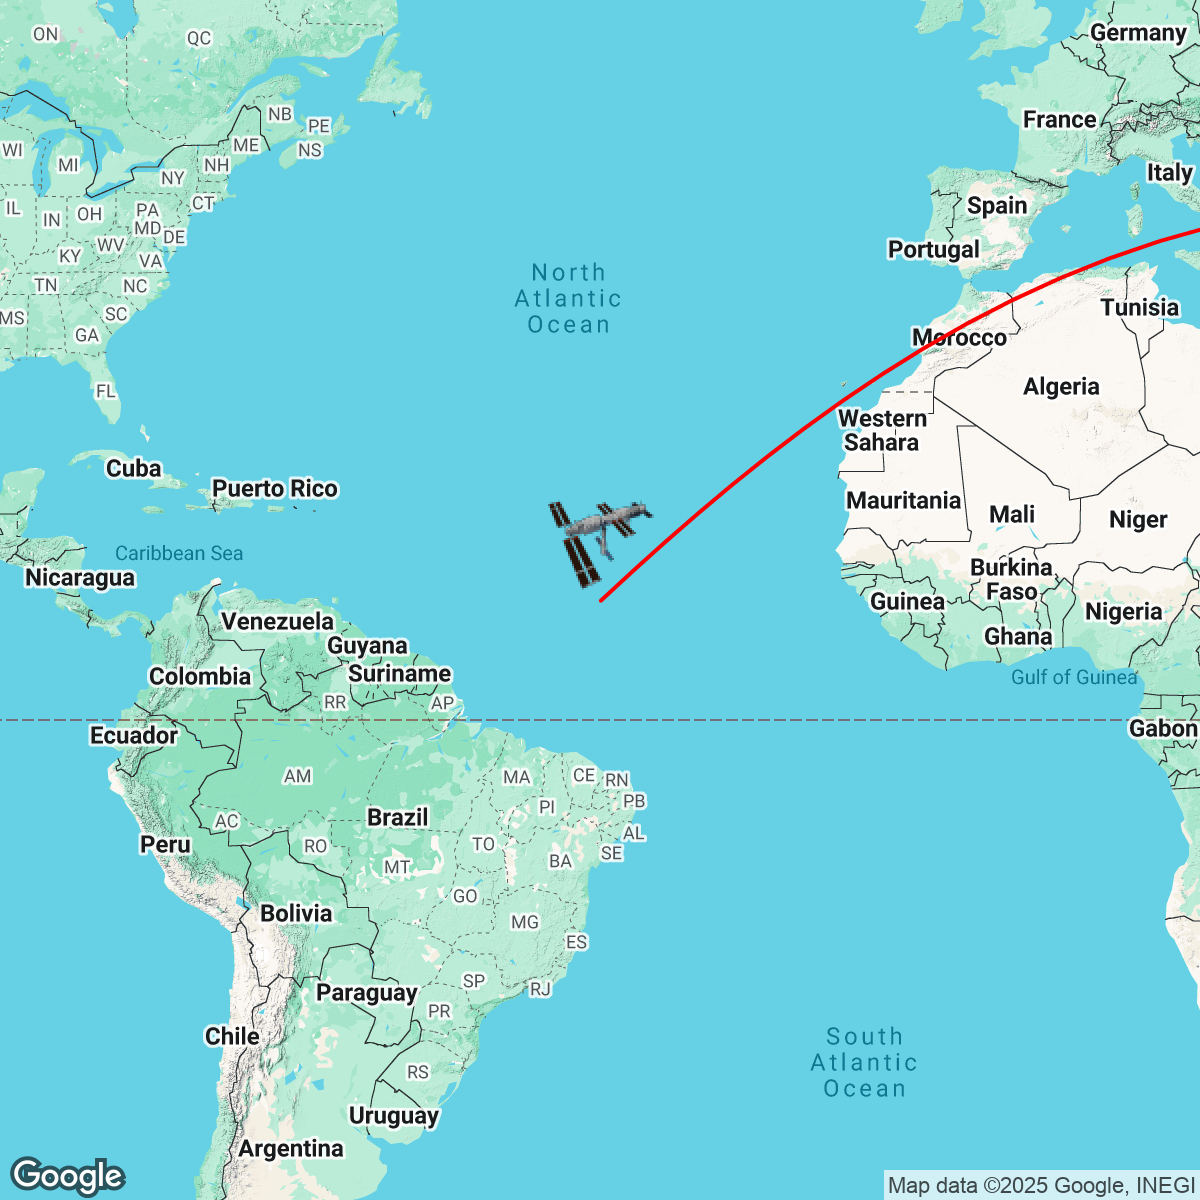 ON
QC
Germany
NB
PE
France
ME
NS
WI
MI
NH
NY
Italy
CT
Spain
IL
IN
OH
PA
MD
DE
WV
Portugal
KY
VA
North
Atlantic
Ocean
TN
NC
Tunisia
MS
SC
GA
Morocco
FL
Algeria
Western
Sahara
Cuba
Puerto Rico
Mauritania
Mali
Niger
Caribbean Sea
Nicaragua
Burkina
Faso
Guinea
Nigeria
Venezuela
Ghana
Guyana
Colombia
Suriname
Gulf of Guinea
RR
AP
Ecuador
Gabon
AM
MA
CE
RN
PI
PB
AC
Brazil
AL
Peru
RO
TO
SE
MT
BA
GO
Bolivia
MG
ES
SP
RJ
Paraguay
PR
Chile
South
Atlantic
Ocean
RS
Uruguay
Argentina
Google
Map data ©2025 Google, INEGI